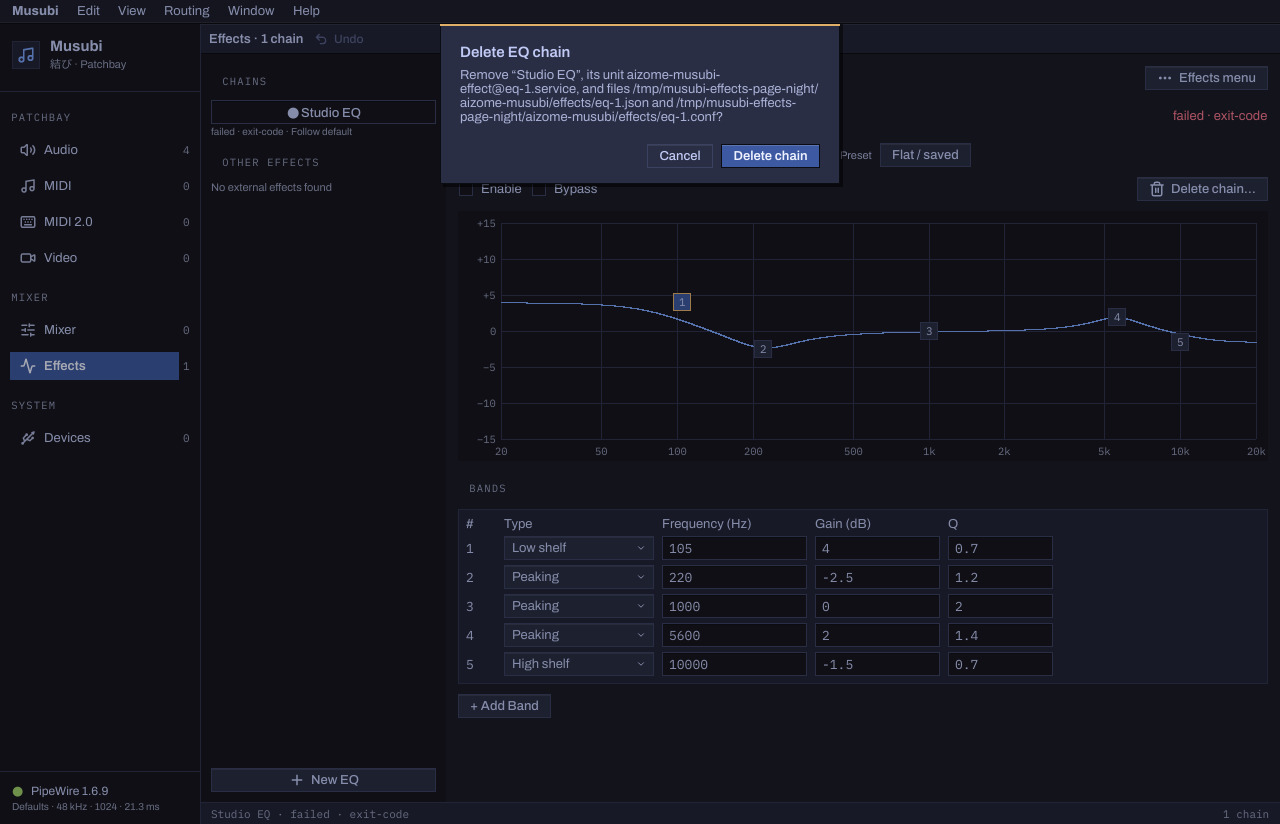 Musubi Edit View Routing Window Help
Musubi
結び · Patchbay
PATCHBAY
Audio 4
MIDI 0
MIDI 2.0 0
Video 0
MIXER
Mixer 0
Effects 1
SYSTEM
Devices 0
PipeWire 1.6.9
Defaults · 48 kHz · 1024 · 21.3 ms
Effects · 1 chain Undo
CHAINS
Studio EQ
failed · exit-code · Follow default
OTHER EFFECTS
No external effects found
New EQ
Delete EQ chain
Remove “Studio EQ”, its unit aizome-musubi-
effect@eq-1.service, and files /tmp/musubi-effects-page-night/
aizome-musubi/effects/eq-1.json and /tmp/musubi-effects-
page-night/aizome-musubi/effects/eq-1.conf?
Cancel Delete chain
Effects menu
failed · exit-code
Preset Flat / saved
Enable Bypass Delete chain…
+15
+10
+5
0
−5
−10
−15
1
2
3
4
5
20 50 100 200 500 1k 2k 5k 10k 20k
BANDS
# Type Frequency (Hz) Gain (dB) Q
1 Low shelf 105 4 0.7
2 Peaking 220 -2.5 1.2
3 Peaking 1000 0 2
4 Peaking 5600 2 1.4
5 High shelf 10000 -1.5 0.7
+ Add Band
Studio EQ · failed · exit-code 1 chain